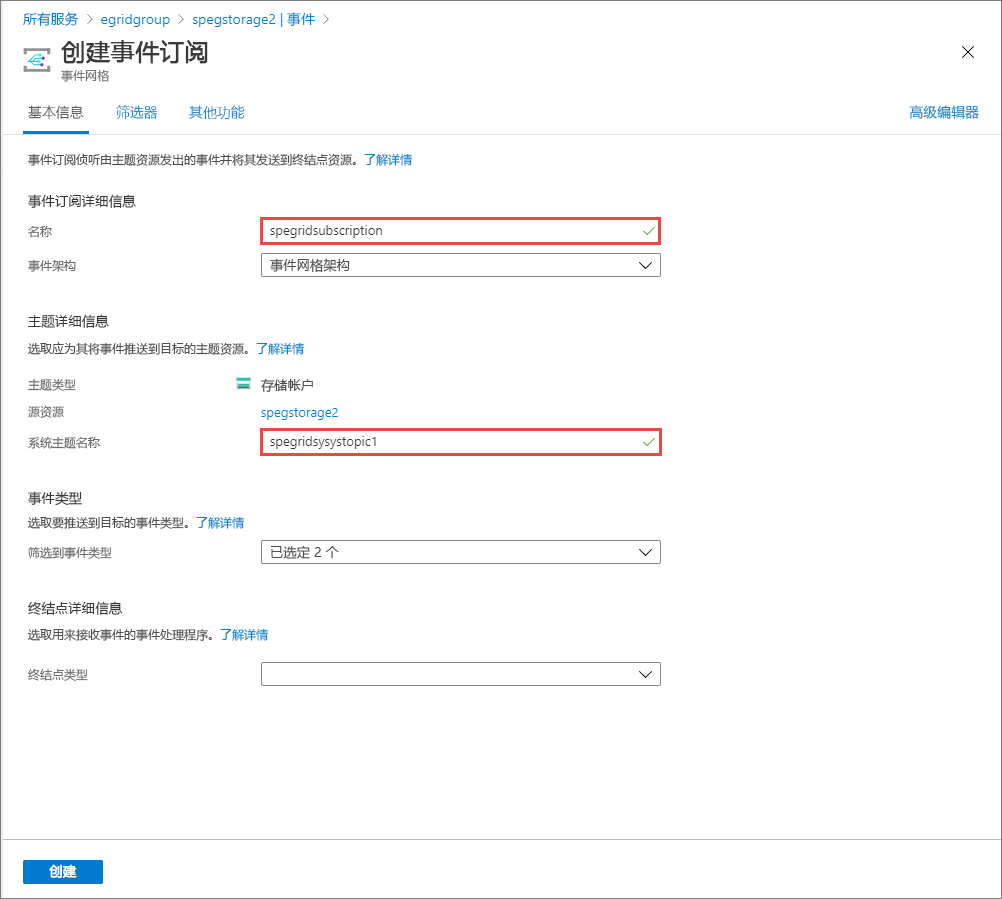 所有服务 > egridgroup > spegstorage2 | 事件 >
创建事件订阅
事件网格
基本信息 筛选器 其他功能 高级编辑器
事件订阅侦听由主题资源发出的事件并将其发送到终结点资源。了解详情
事件订阅详细信息
名称 spegridsubscription
事件架构 事件网格架构
主题详细信息
选取应为其将事件推送到目标的主题资源。了解详情
主题类型 存储帐户
源资源 spegstorage2
系统主题名称 spegridsysystopic1
事件类型
选取要推送到目标的事件类型。了解详情
筛选到事件类型 已选定 2 个
终结点详细信息
选取用来接收事件的事件处理程序。了解详情
终结点类型
创建